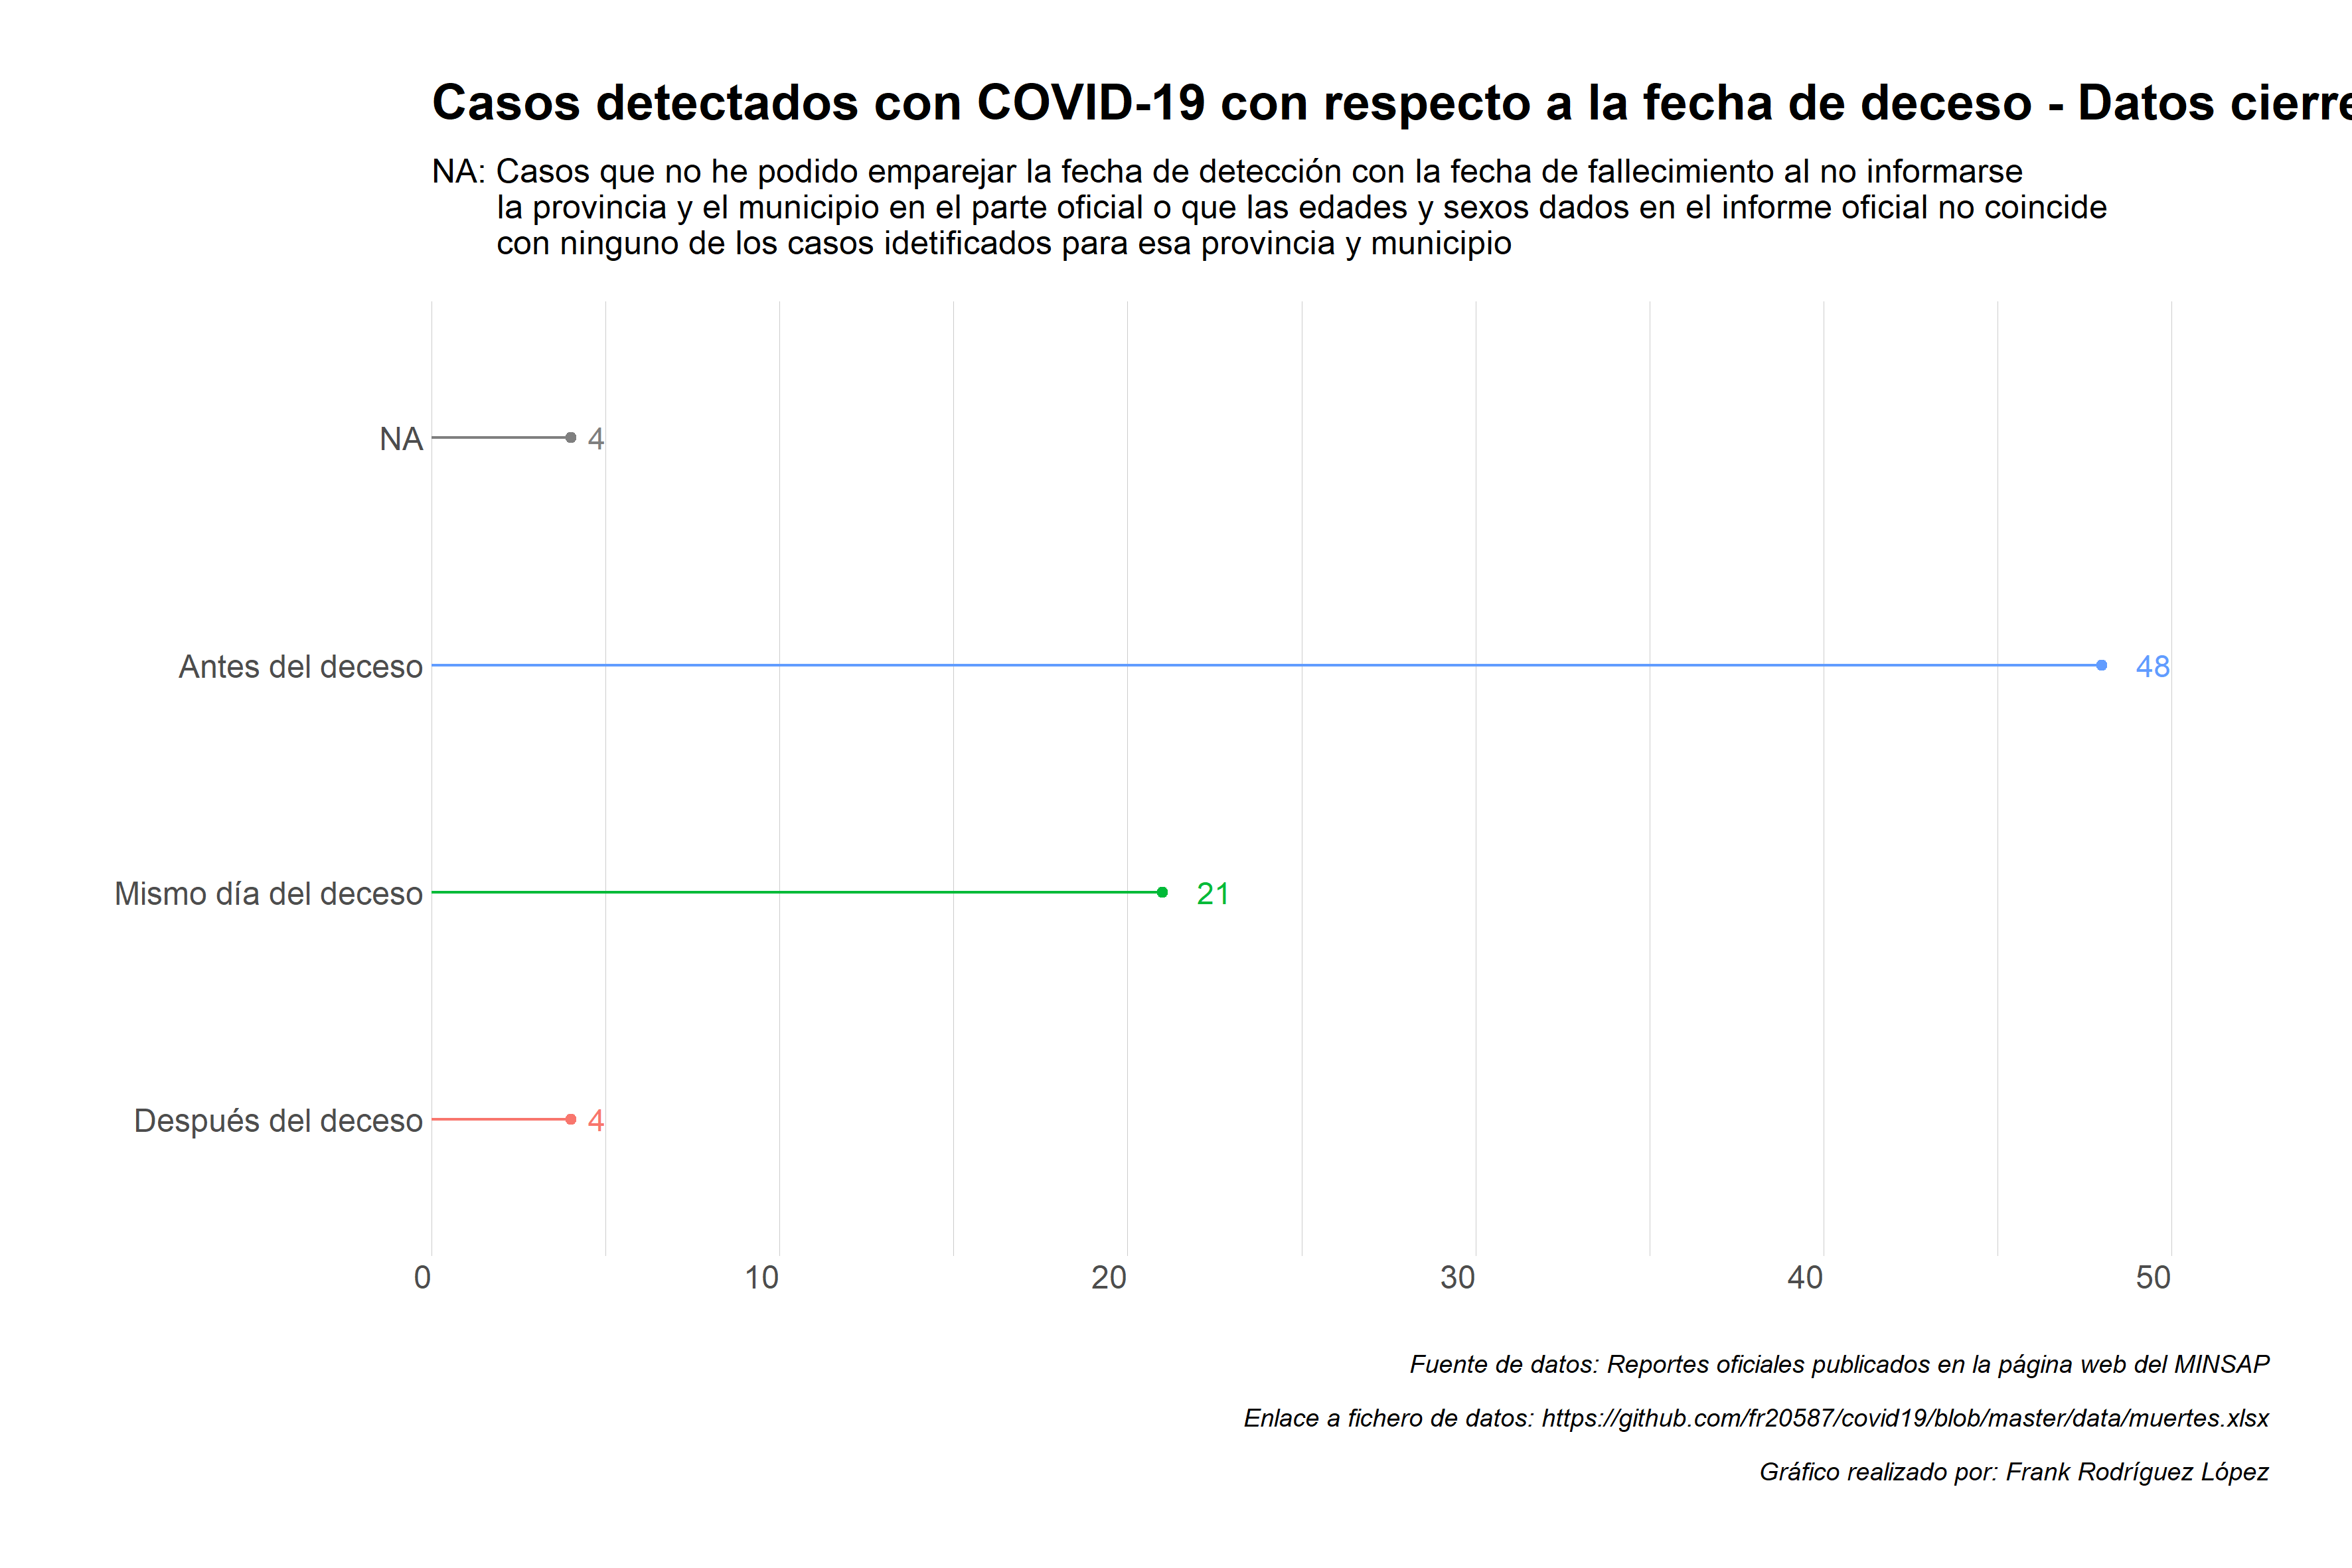 Casos detectados con COVID-19 con respecto a la fecha de deceso - Datos cierre
NA: Casos que no he podido emparejar la fecha de detección con la fecha de fallecimiento al no informarse
la provincia y el municipio en el parte oficial o que las edades y sexos dados en el informe oficial no coincide
con ninguno de los casos idetificados para esa provincia y municipio
NA 4
Antes del deceso 48
Mismo día del deceso 21
Después del deceso 4
0 10 20 30 40 50
Fuente de datos: Reportes oficiales publicados en la página web del MINSAP
Enlace a fichero de datos: https://github.com/fr20587/covid19/blob/master/data/muertes.xlsx
Gráfico realizado por: Frank Rodríguez López